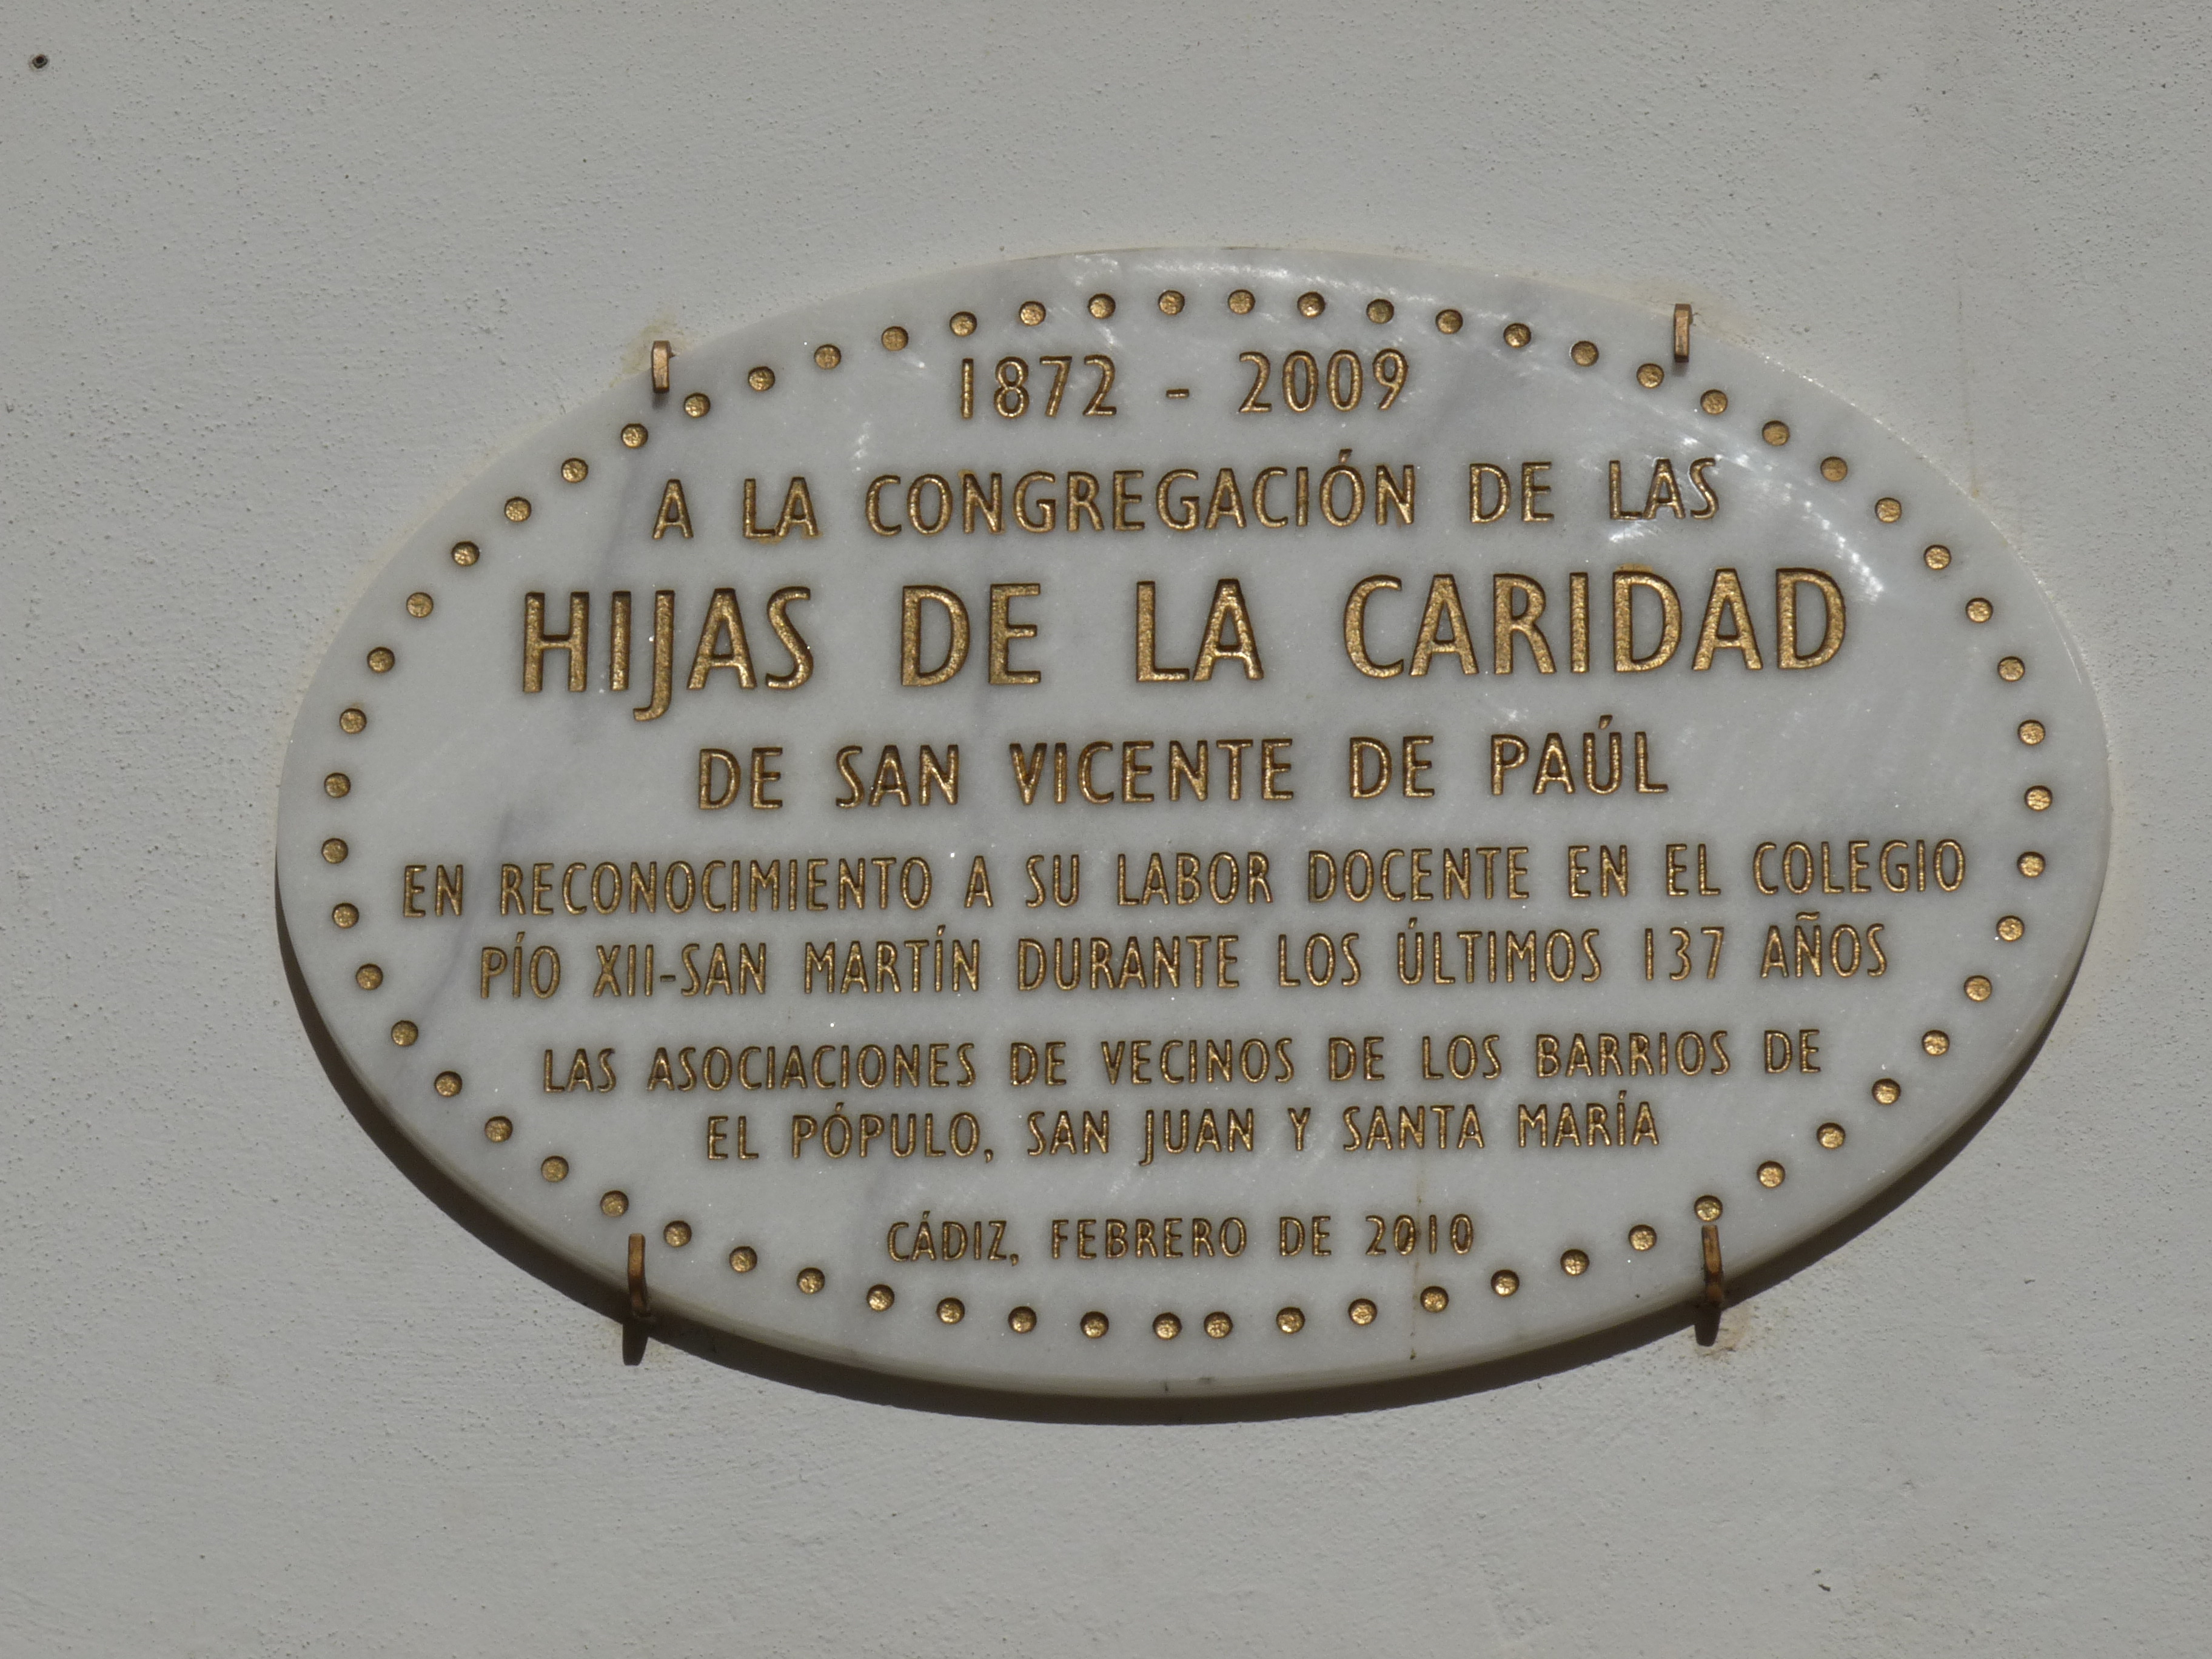 1872 - 2009
A LA CONGREGACIÓN DE LAS
HIJAS DE LA CARIDAD
DE SAN VICENTE DE PAÚL
EN RECONOCIMIENTO A SU LABOR DOCENTE EN EL COLEGIO
PÍO XII-SAN MARTÍN DURANTE LOS ÚLTIMOS 137 AÑOS
LAS ASOCIACIONES DE VECINOS DE LOS BARRIOS DE
EL PÓPULO, SAN JUAN Y SANTA MARÍA
CÁDIZ, FEBRERO DE 2010